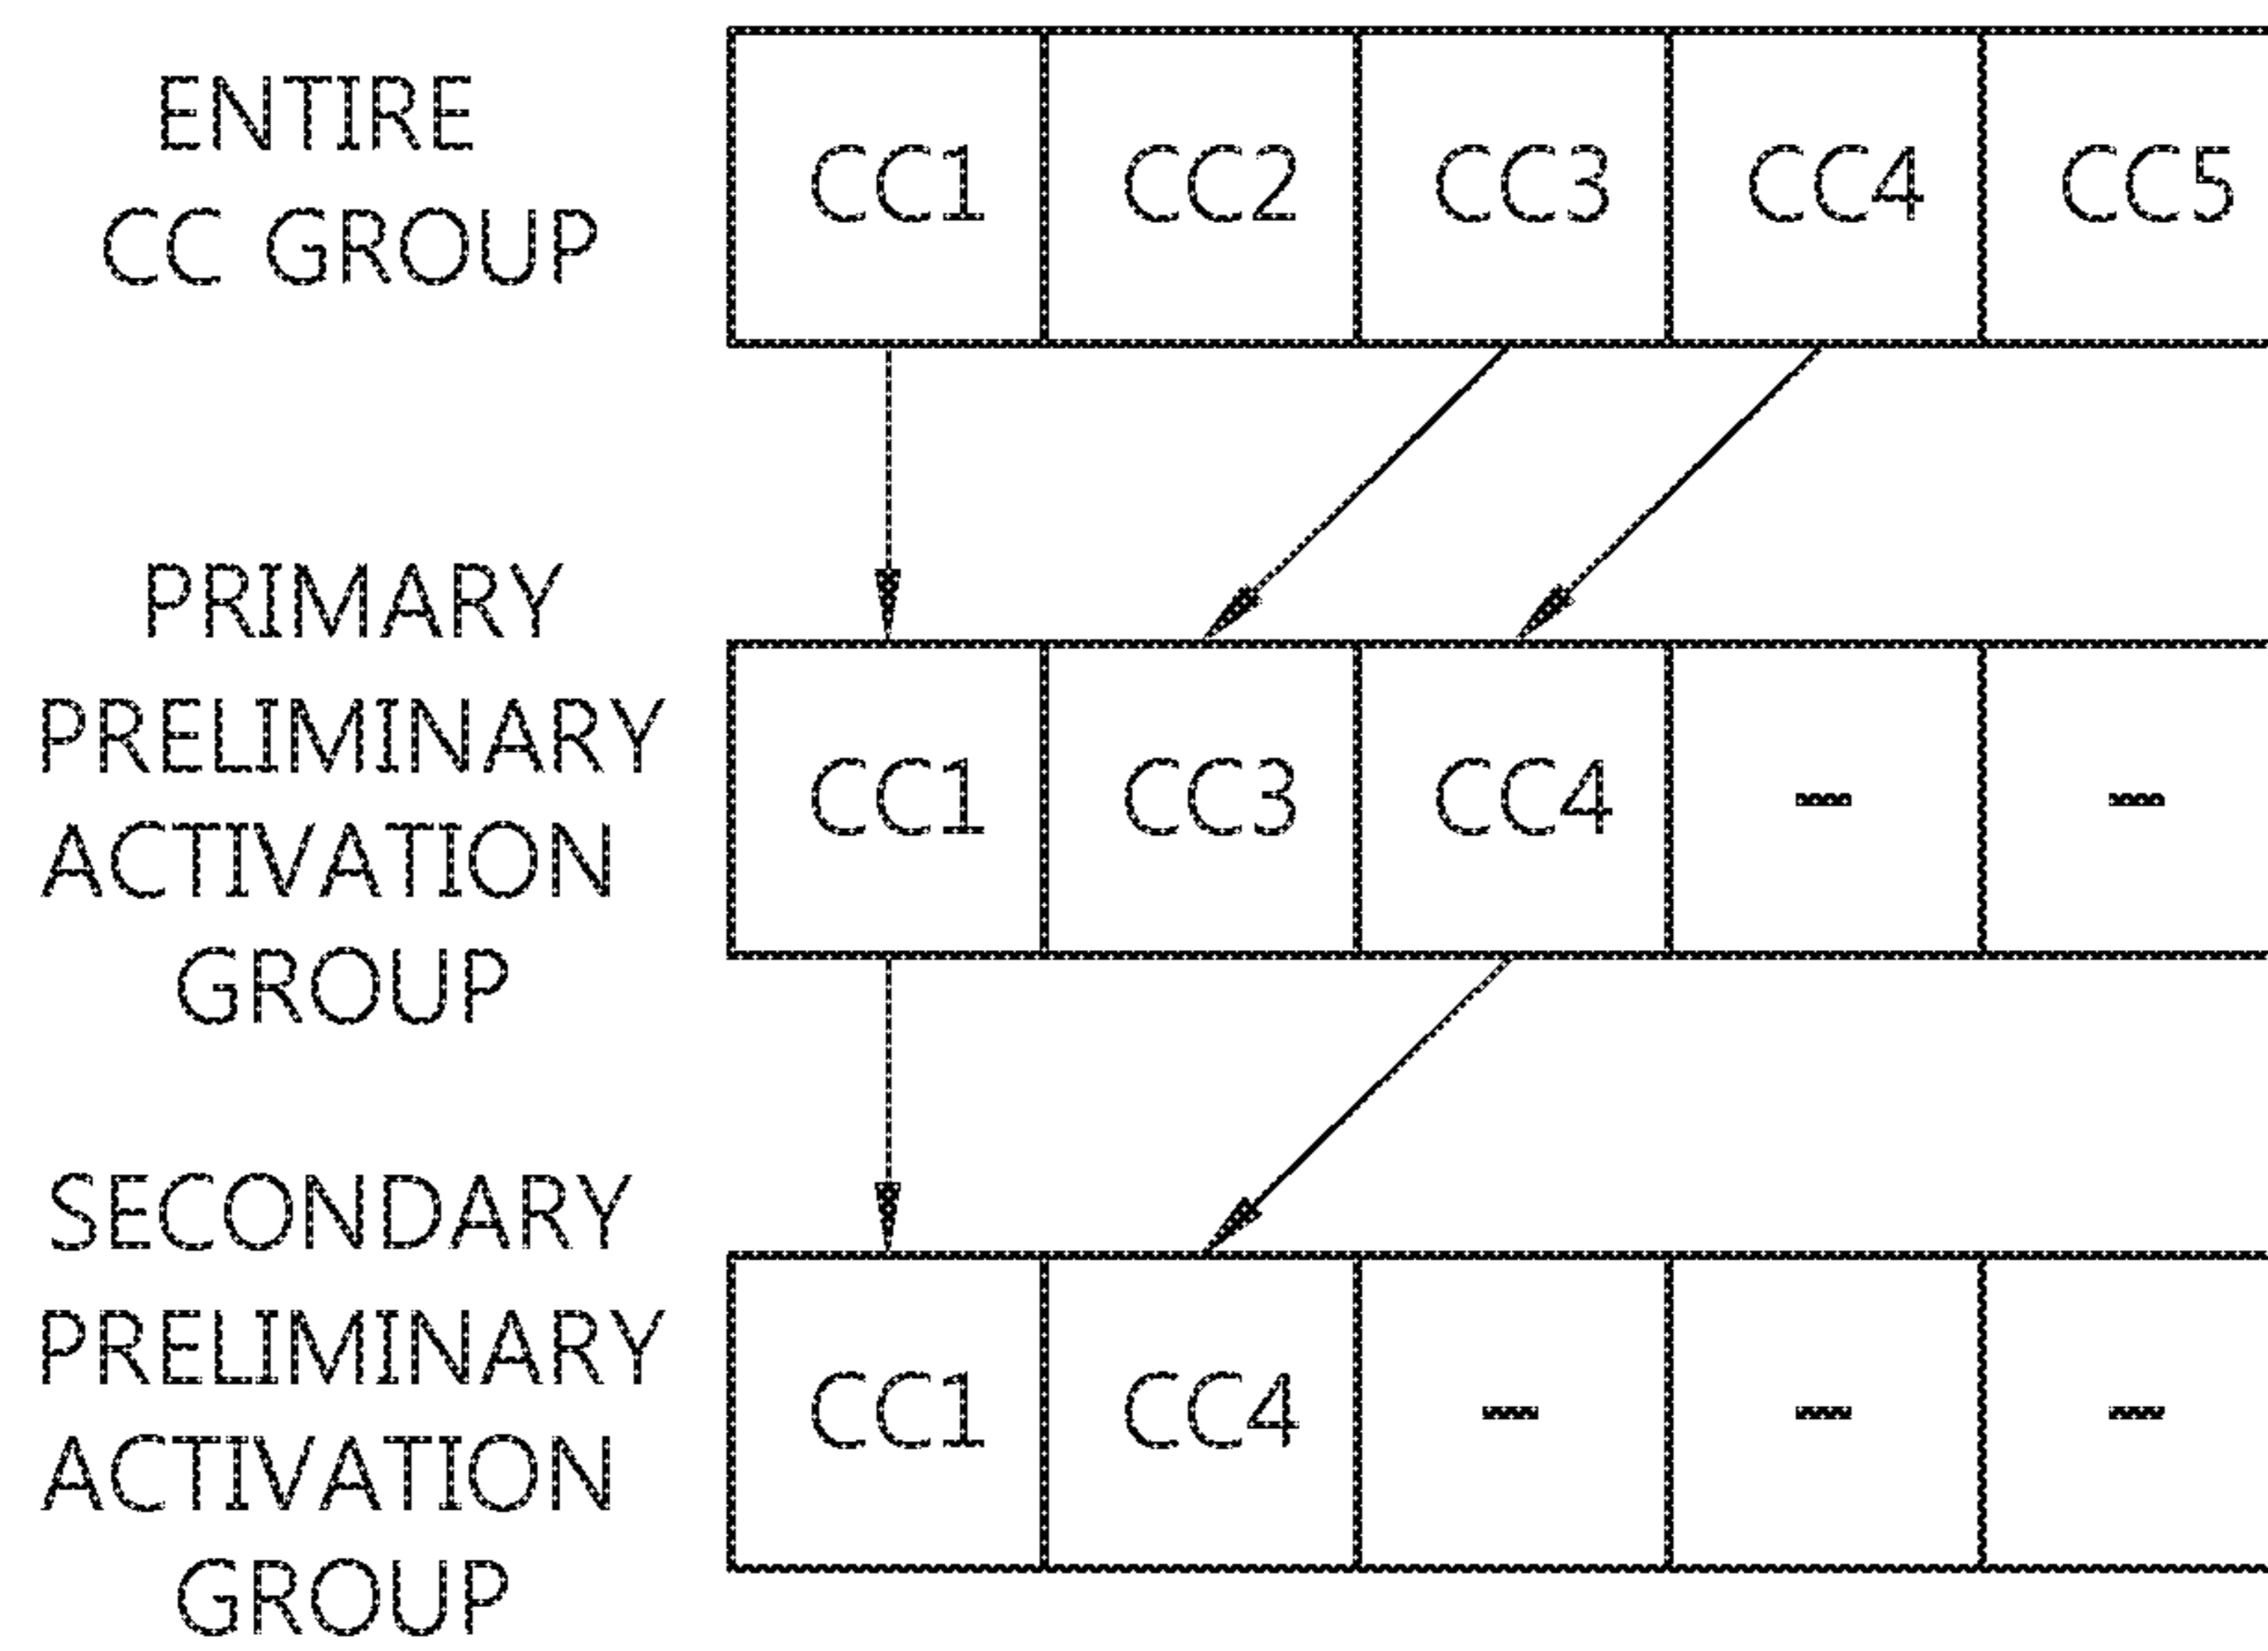 ENTIRE
CC GROUP
CC1 CC2 CC3 CC4 CC5
PRIMARY
PRELIMINARY
ACTIVATION
GROUP
CC1 CC3 CC4 - -
SECONDARY
PRELIMINARY
ACTIVATION
GROUP
CC1 CC4 - - -